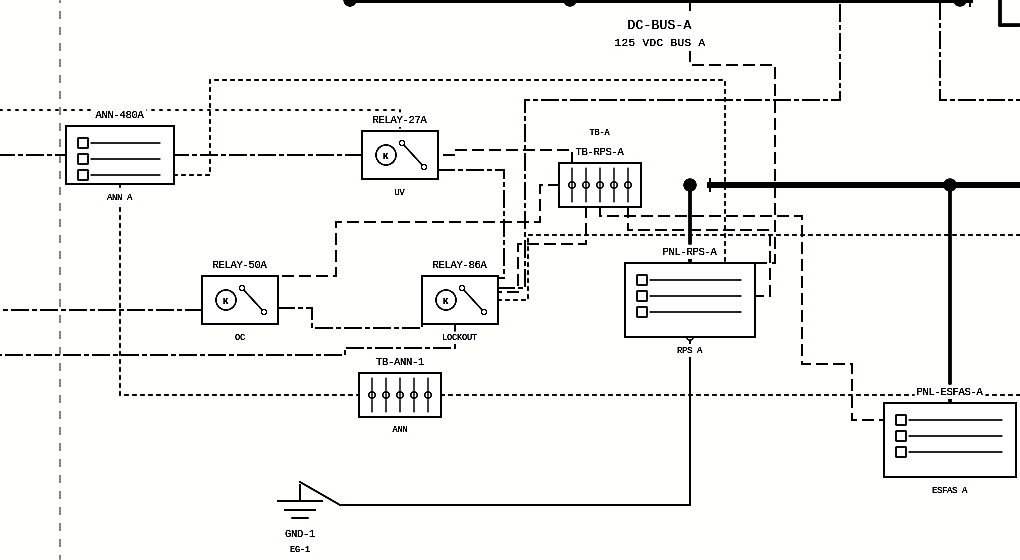 DC-BUS-A
125 VDC BUS A
ANN-480A
ANN A
RELAY-27A
K
UV
TB-A
TB-RPS-A
PNL-RPS-A
RPS A
RELAY-50A
K
OC
RELAY-86A
K
LOCKOUT
TB-ANN-1
ANN
PNL-ESFAS-A
ESFAS A
GND-1
EG-1